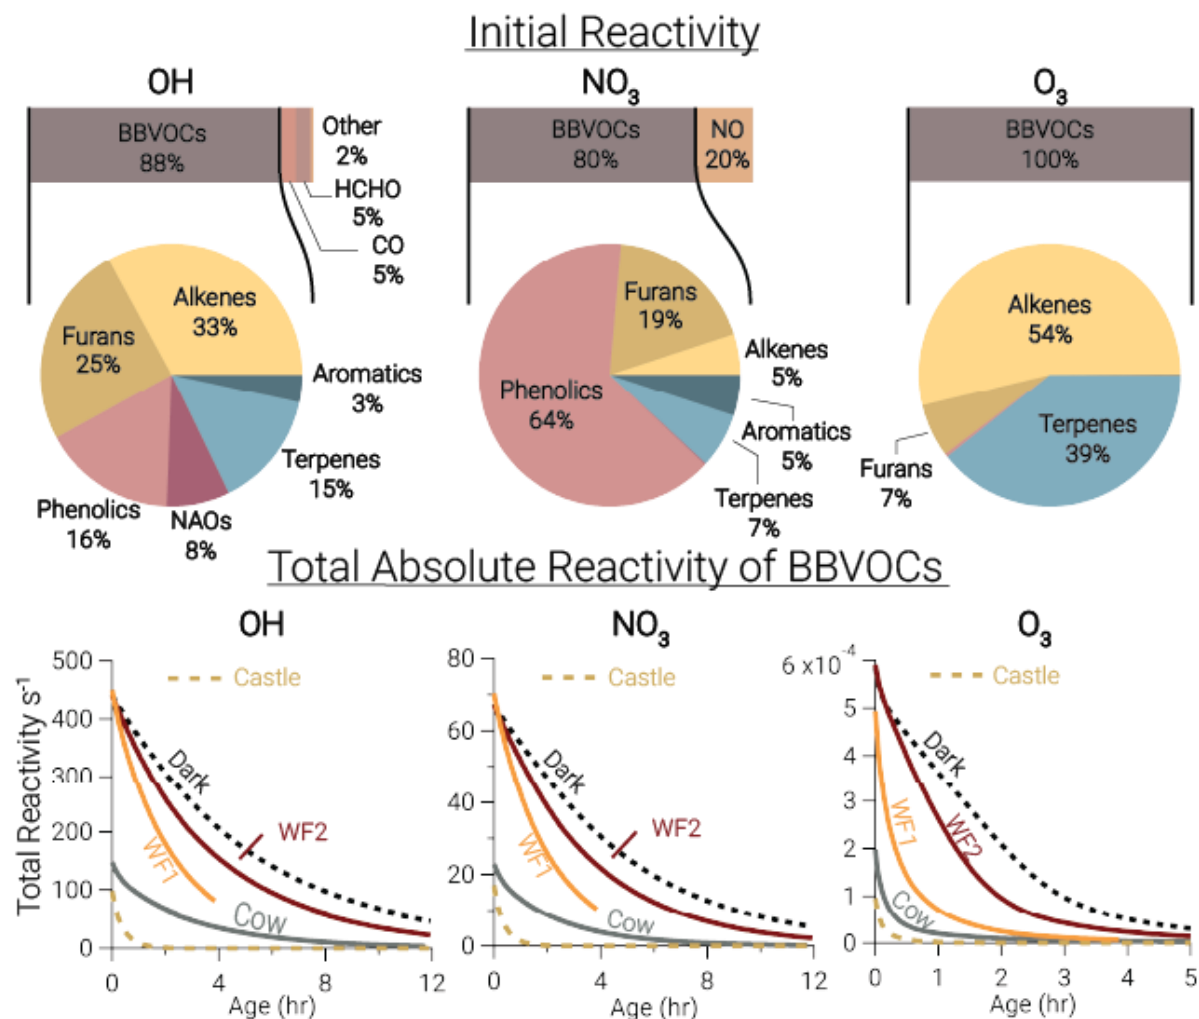 Initial Reactivity
OH
BBVOCs
88%
Other
2%
HCHO
5%
CO
5%
Alkenes
33%
Furans
25%
Aromatics
3%
Terpenes
15%
Phenolics
16%
NAOs
8%
NO3
BBVOCs
80%
NO
20%
Furans
19%
Alkenes
5%
Phenolics
64%
Aromatics
5%
Terpenes
7%
O3
BBVOCs
100%
Alkenes
54%
Terpenes
39%
Furans
7%
Total Absolute Reactivity of BBVOCs
OH
Total Reactivity s-1
500
400
300
200
100
0
Castle
Dark
WF2
WF1
Cow
0 4 8 12
Age (hr)
NO3
80
60
40
20
0
Castle
Dark
WF2
WF1
Cow
0 4 8 12
Age (hr)
O3
6 x10-4
5
4
3
2
1
0
Castle
Dark
WF1
WF2
Cow
0 1 2 3 4 5
Age (hr)